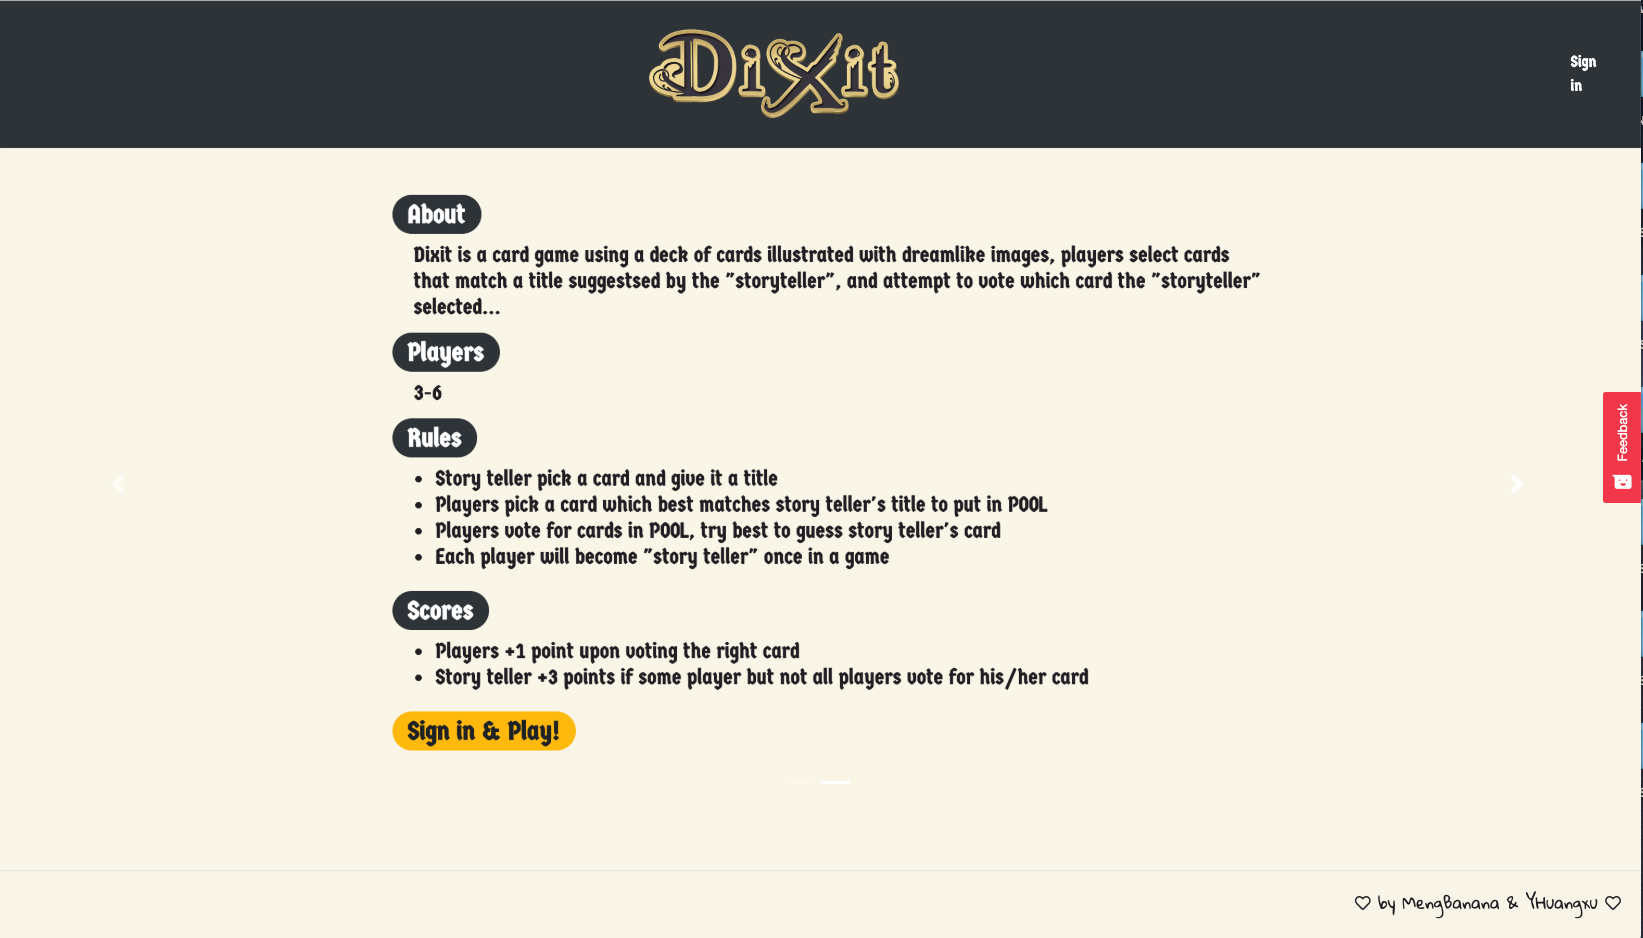 Dixit
Sign
in
About
Dixit is a card game using a deck of cards illustrated with dreamlike images, players select cards
that match a title suggestsed by the "storyteller", and attempt to vote which card the "storyteller"
selected...
Players
3-6
Rules
• Story teller pick a card and give it a title
• Players pick a card which best matches story teller's title to put in POOL
• Players vote for cards in POOL, try best to guess story teller's card
• Each player will become "story teller" once in a game
Scores
• Players +1 point upon voting the right card
• Story teller +3 points if some player but not all players vote for his/her card
Sign in & Play!
Feedback
♡ by MengBanana & YHuangxu ♡